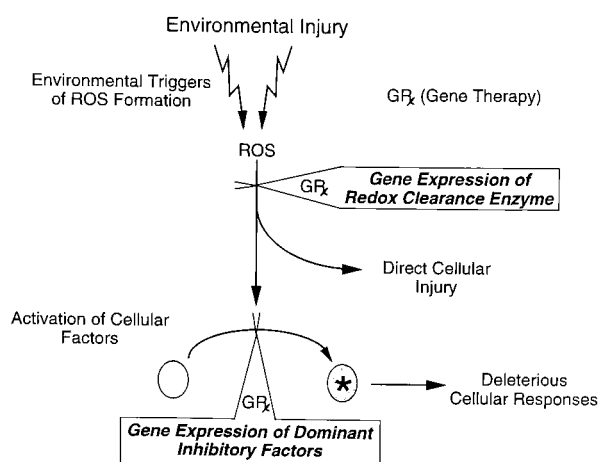 Environmental Injury
Environmental Triggers
of ROS Formation
GRx (Gene Therapy)
ROS
GRx
Gene Expression of
Redox Clearance Enzyme
Direct Cellular
Injury
Activation of Cellular
Factors
*
GRx
Deleterious
Cellular Responses
Gene Expression of Dominant
Inhibitory Factors